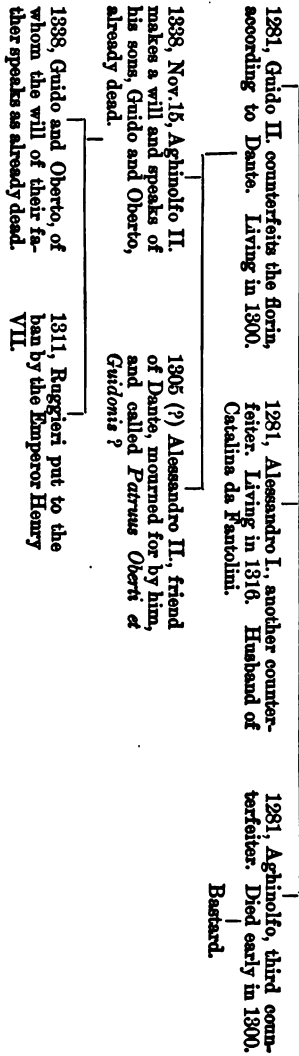 1281, Guido II. counterfeits the florin,
according to Dante. Living in 1300.
1281, Alessandro I., another counter-
feiter. Living in 1316. Husband of
Catalina da Fantolini.
1281, Aghinolfo, third coun-
terfeiter. Died early in 1300.
Bastard.
1338, Nov. 15, Aghinolfo II.
makes a will and speaks of
his sons, Guido and Oberto,
already dead.
1305 (?) Alessandro II., friend
of Dante, mourned for by him,
and called Patruus Oberti et
Guidonis ?
1338, Guido and Oberto, of
whom the will of their fa-
ther speaks as already dead.
1311, Ruggieri put to the
ban by the Emperor Henry
VII.